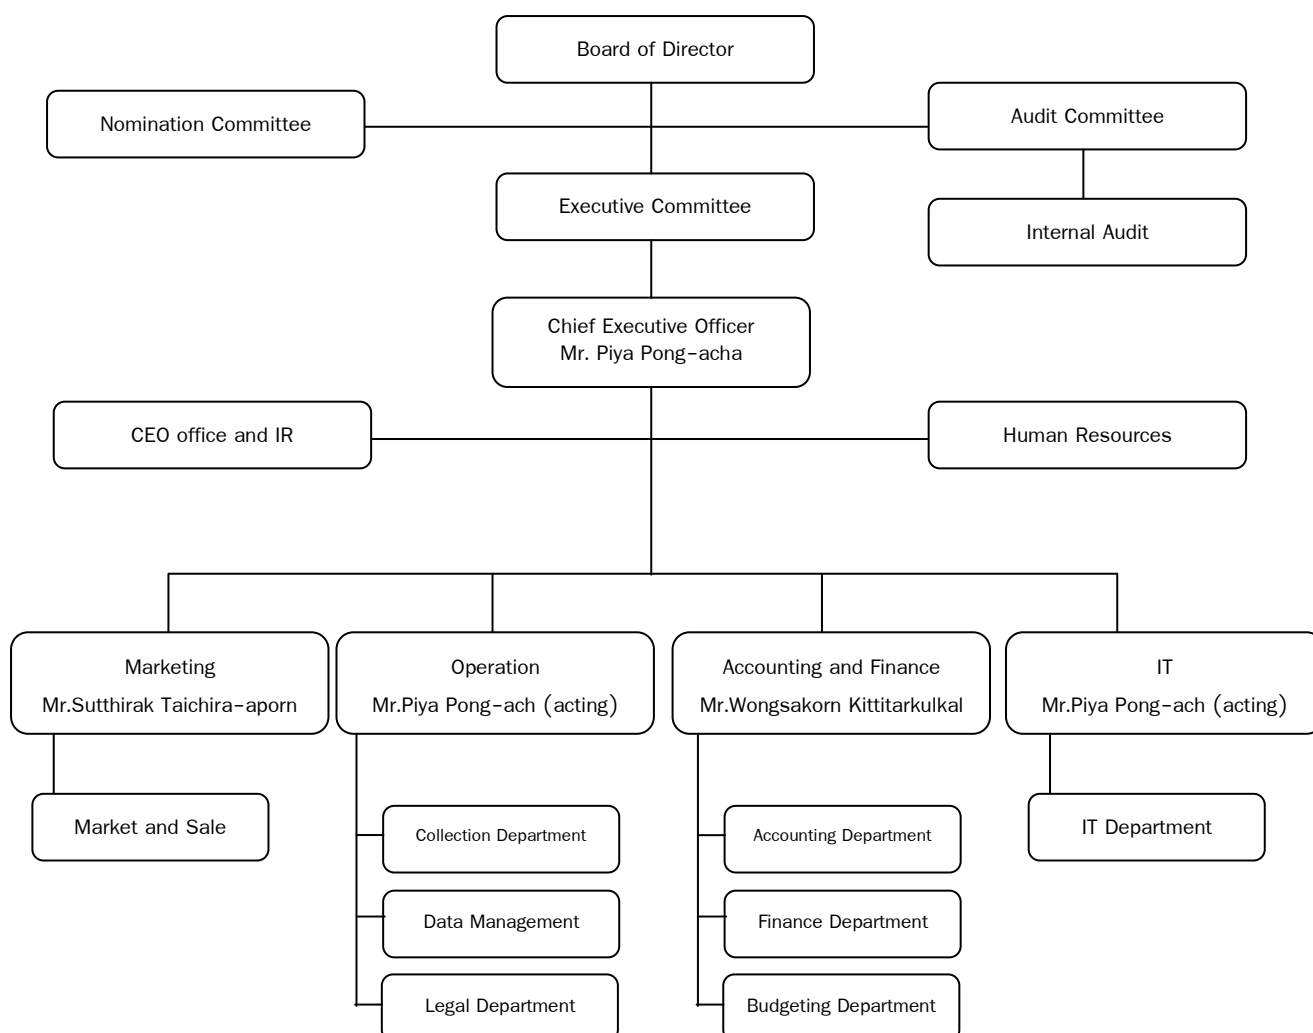 Board of Director
Nomination Committee
Audit Committee
Executive Committee
Internal Audit
Chief Executive Officer
Mr. Piya Pong-acha
CEO office and IR
Human Resources
Marketing
Mr.Sutthirak Taichira-aporn
Operation
Mr.Piya Pong-ach (acting)
Accounting and Finance
Mr.Wongsakorn Kittitarkulkal
IT
Mr.Piya Pong-ach (acting)
Market and Sale
Collection Department
Accounting Department
IT Department
Data Management
Finance Department
Legal Department
Budgeting Department